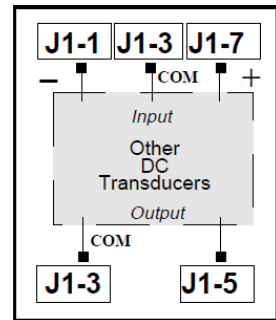 J1-1 J1-3 J1-7
– COM +
Input
Other
DC
Transducers
Output
COM
J1-3 J1-5